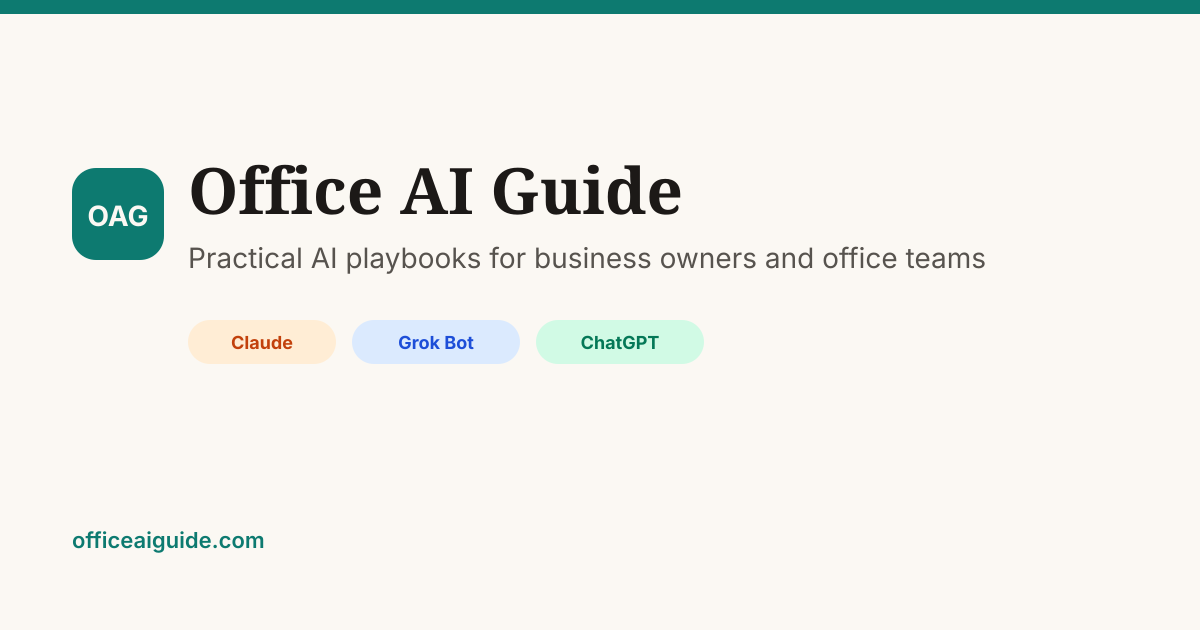 OAG
Office AI Guide
Practical AI playbooks for business owners and office teams
Claude
Grok Bot
ChatGPT
officeaiguide.com